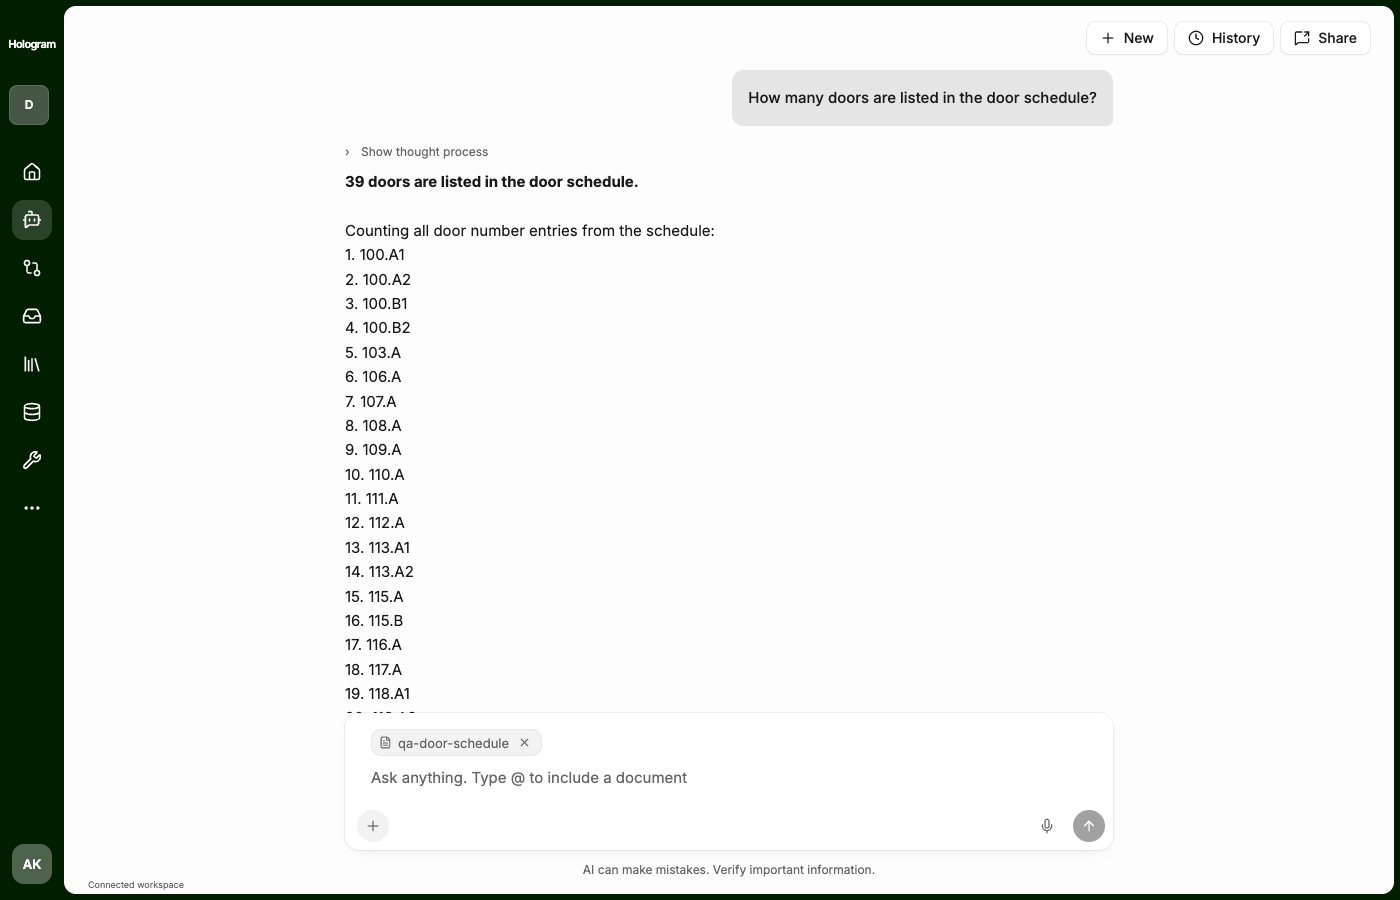 Hologram
New
History
Share
D
How many doors are listed in the door schedule?
Show thought process
39 doors are listed in the door schedule.
Counting all door number entries from the schedule:
1. 100.A1
2. 100.A2
3. 100.B1
4. 100.B2
5. 103.A
6. 106.A
7. 107.A
8. 108.A
9. 109.A
10. 110.A
11. 111.A
12. 112.A
13. 113.A1
14. 113.A2
15. 115.A
16. 115.B
17. 116.A
18. 117.A
19. 118.A1
qa-door-schedule
Ask anything. Type @ to include a document
AK
AI can make mistakes. Verify important information.
Connected workspace